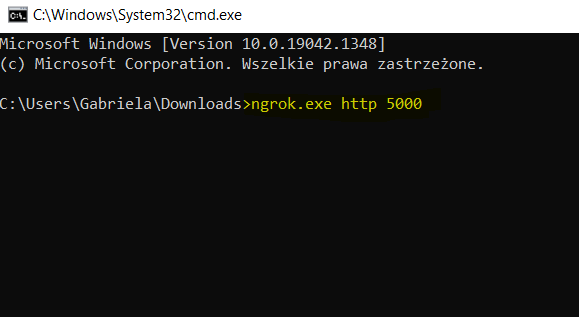 C:\Windows\System32\cmd.exe
Microsoft Windows [Version 10.0.19042.1348]
(c) Microsoft Corporation. Wszelkie prawa zastrzeżone.
C:\Users\Gabriela\Downloads>ngrok.exe http 5000